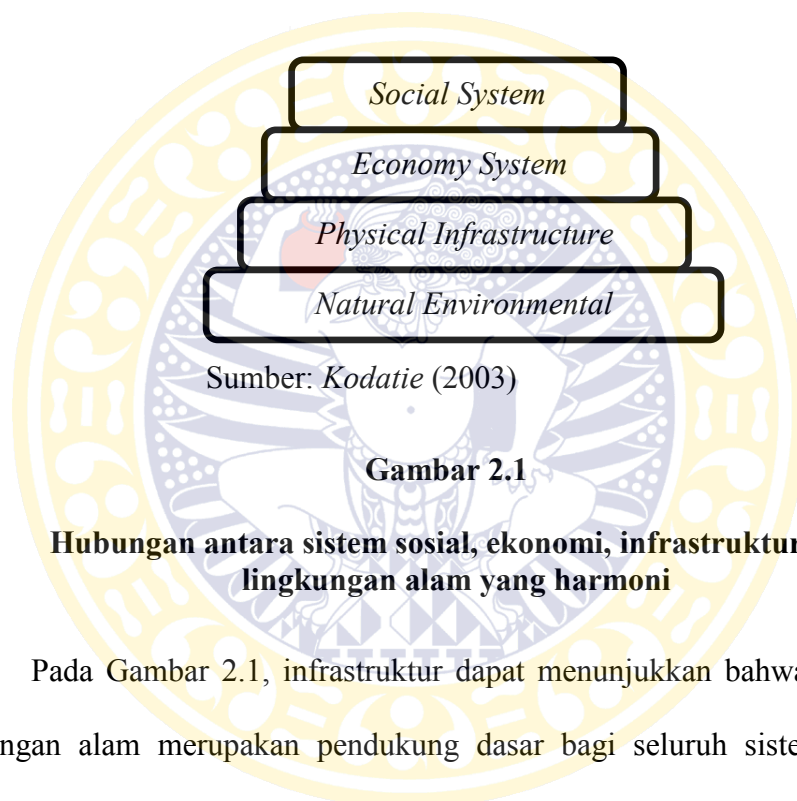 Social System
Economy System
Physical Infrastructure
Natural Environmental
Sumber: Kodatie (2003)
Gambar 2.1
Hubungan antara sistem sosial, ekonomi, infrastruktur
lingkungan alam yang harmoni
Pada Gambar 2.1, infrastruktur dapat menunjukkan bahwa
ngan alam merupakan pendukung dasar bagi seluruh siste